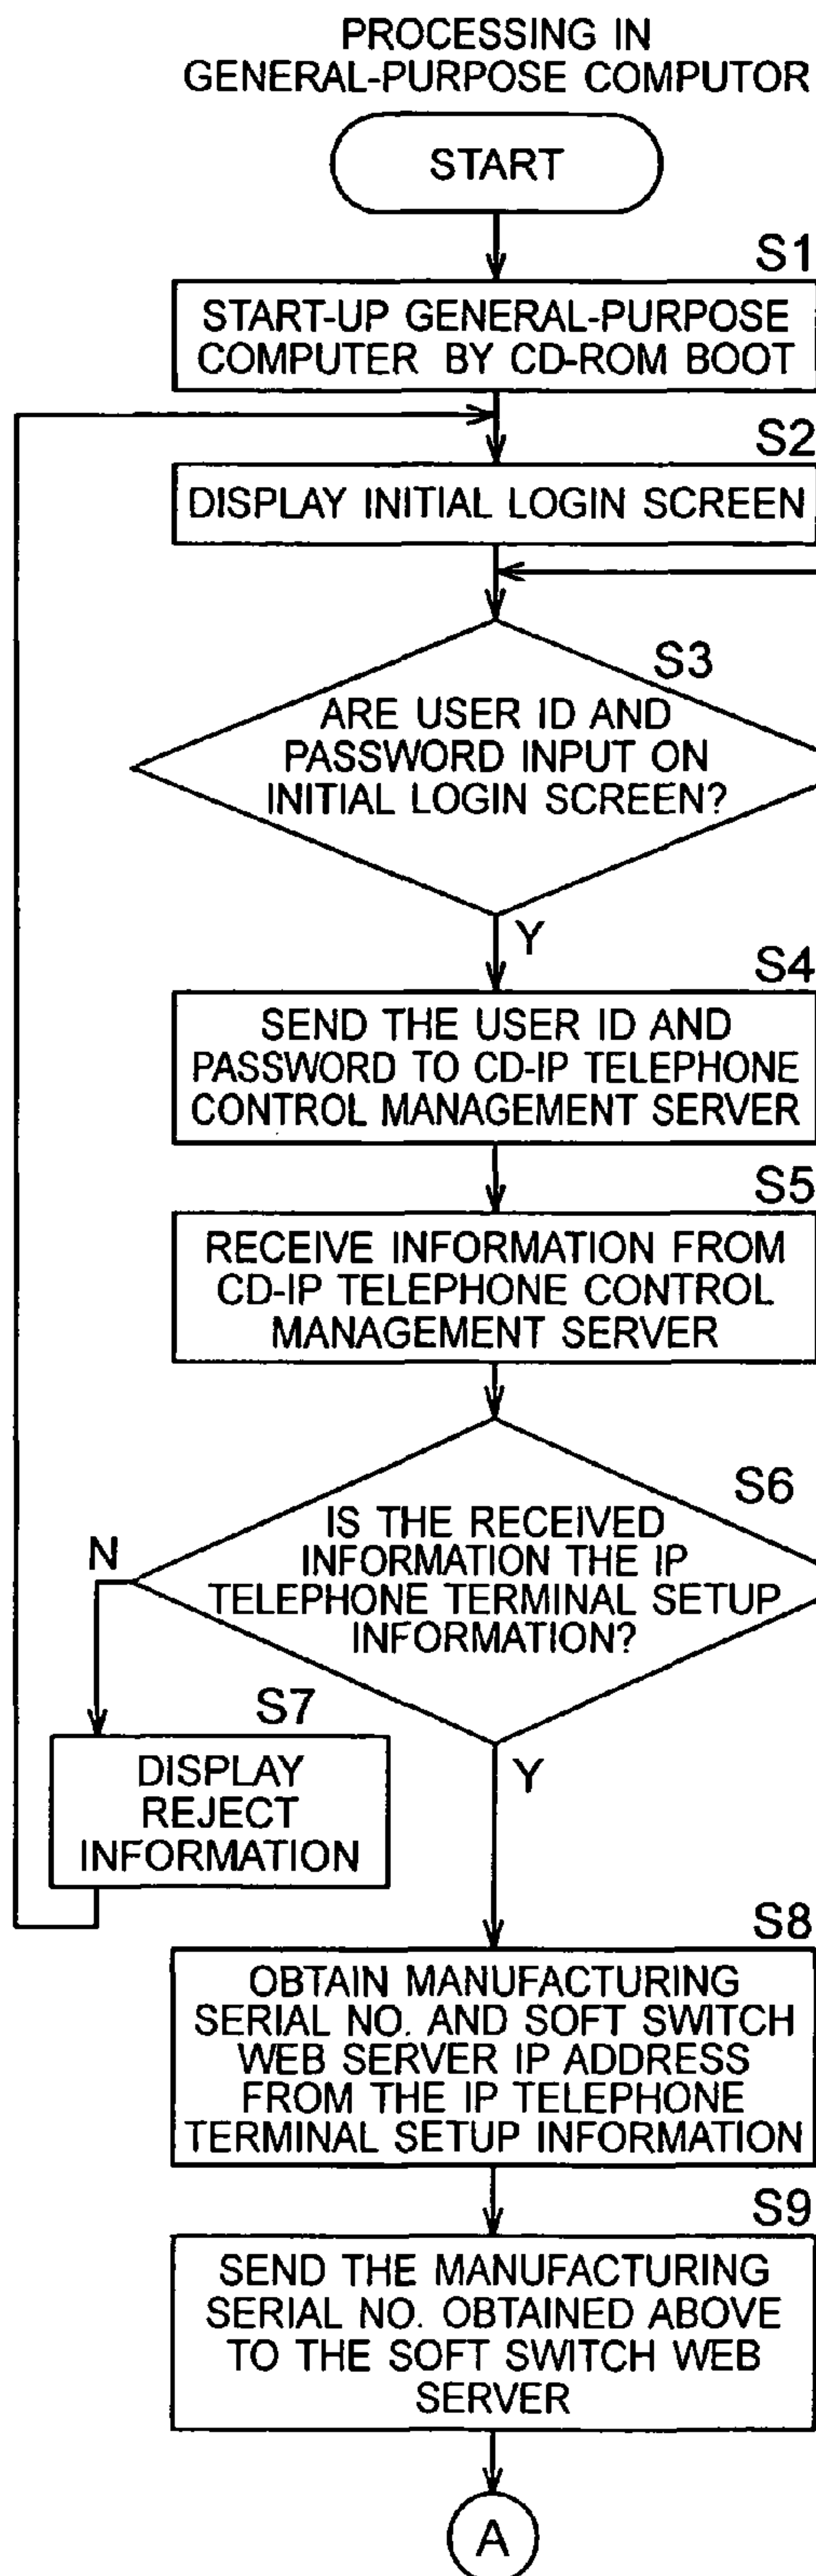 PROCESSING IN
GENERAL-PURPOSE COMPUTOR
START
S1
START-UP GENERAL-PURPOSE
COMPUTER BY CD-ROM BOOT
S2
DISPLAY INITIAL LOGIN SCREEN
S3
ARE USER ID AND
PASSWORD INPUT ON
INITIAL LOGIN SCREEN?
Y
S4
SEND THE USER ID AND
PASSWORD TO CD-IP TELEPHONE
CONTROL MANAGEMENT SERVER
S5
RECEIVE INFORMATION FROM
CD-IP TELEPHONE CONTROL
MANAGEMENT SERVER
S6
IS THE RECEIVED
INFORMATION THE IP
TELEPHONE TERMINAL SETUP
INFORMATION?
N
S7
DISPLAY
REJECT
INFORMATION
Y
S8
OBTAIN MANUFACTURING
SERIAL NO. AND SOFT SWITCH
WEB SERVER IP ADDRESS
FROM THE IP TELEPHONE
TERMINAL SETUP INFORMATION
S9
SEND THE MANUFACTURING
SERIAL NO. OBTAINED ABOVE
TO THE SOFT SWITCH WEB
SERVER
A